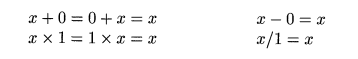 x + 0 = 0 + x = x
x × 1 = 1 × x = x
x − 0 = x
x/1 = x